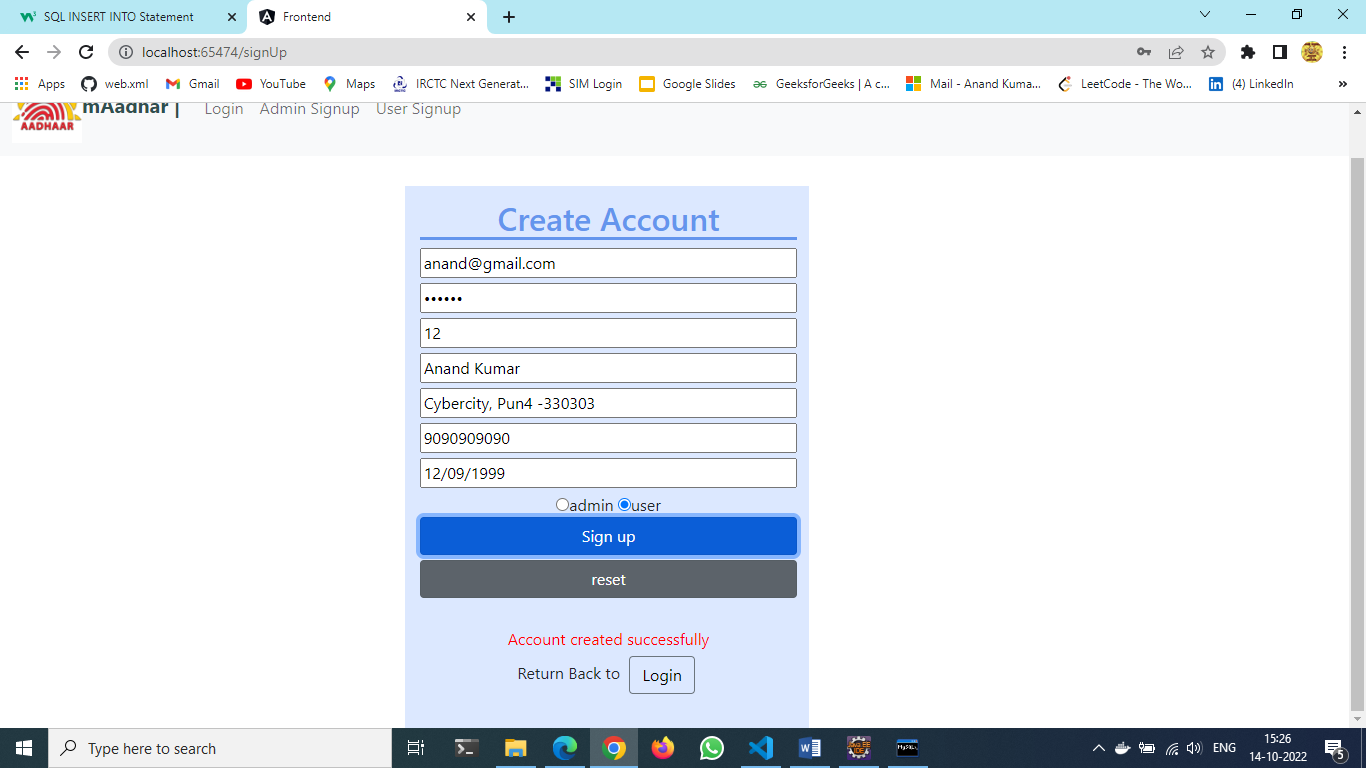 SQL INSERT INTO Statement
Frontend
localhost:65474/signUp
Apps web.xml Gmail YouTube Maps IRCTC Next Generat... SIM Login Google Slides GeeksforGeeks | A c... Mail - Anand Kuma... LeetCode - The Wo... (4) LinkedIn »
AADHAAR mAadhar | Login Admin Signup User Signup
Create Account
anand@gmail.com
••••••
12
Anand Kumar
Cybercity, Pun4 -330303
9090909090
12/09/1999
admin user
Sign up
reset
Account created successfully
Return Back to Login
Type here to search
ENG
15:26
14-10-2022
5